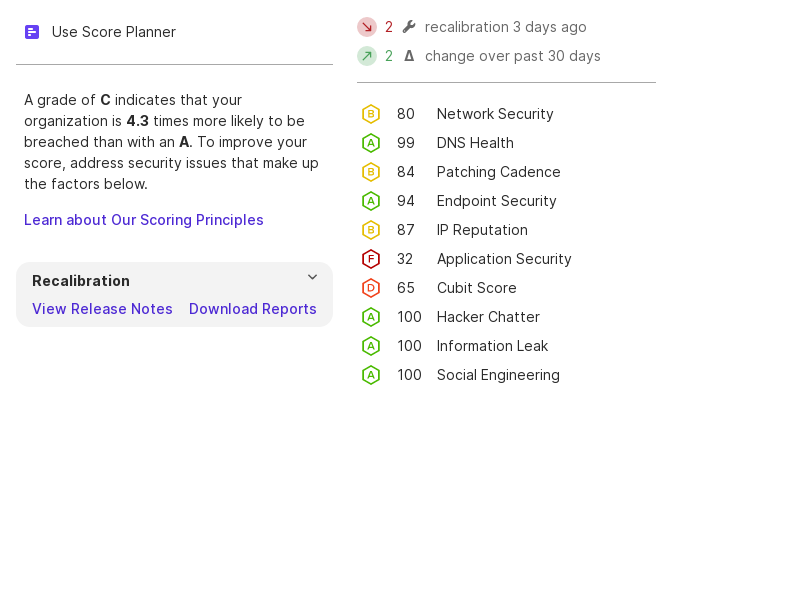 Use Score Planner
A grade of C indicates that your
organization is 4.3 times more likely to be
breached than with an A. To improve your
score, address security issues that make up
the factors below.
Learn about Our Scoring Principles
Recalibration
View Release Notes Download Reports
2 recalibration 3 days ago
2 Δ change over past 30 days
B 80 Network Security
A 99 DNS Health
B 84 Patching Cadence
A 94 Endpoint Security
B 87 IP Reputation
F 32 Application Security
D 65 Cubit Score
A 100 Hacker Chatter
A 100 Information Leak
A 100 Social Engineering